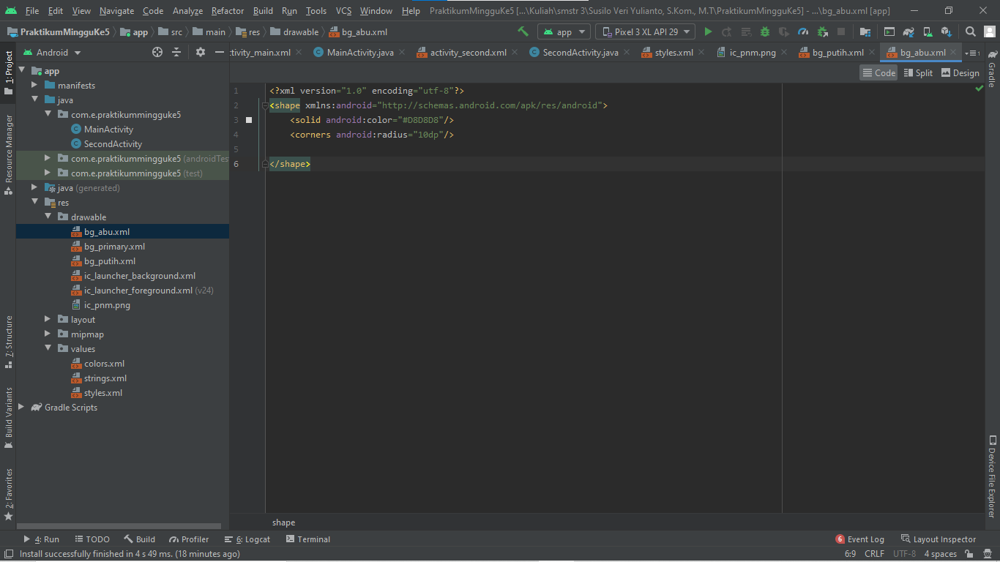 File Edit View Navigate Code Analyze Refactor Build Run Tools VCS Window Help PraktikumMingguKe5 [...\Kuliah\smstr 3\Susilo Veri Yulianto, S.Kom., M.T\PraktikumMingguKe5] - ...\bg_abu.xml [app]
PraktikumMingguKe5 app src main res drawable bg_abu.xml app Pixel 3 XL API 29
Android tivity_main.xml MainActivity.java activity_second.xml SecondActivity.java styles.xml ic_pnm.png bg_putih.xml bg_abu.xml
Code Split Design
1: Project
Resource Manager
7: Structure
Build Variants
2: Favorites
app
manifests
java
com.e.praktikummingguke5
MainActivity
SecondActivity
com.e.praktikummingguke5 (androidTest
com.e.praktikummingguke5 (test)
java (generated)
res
drawable
bg_abu.xml
bg_primary.xml
bg_putih.xml
ic_launcher_background.xml
ic_launcher_foreground.xml (v24)
ic_pnm.png
layout
mipmap
values
colors.xml
strings.xml
styles.xml
Gradle Scripts
1 <?xml version="1.0" encoding="utf-8"?>
2 <shape xmlns:android="http://schemas.android.com/apk/res/android">
3 <solid android:color="#D8D8D8"/>
4 <corners android:radius="10dp"/>
5
6 </shape>
Gradle
Device File Explorer
shape
4: Run TODO Build Profiler 6: Logcat Terminal 6 Event Log Layout Inspector
Install successfully finished in 4 s 49 ms. (18 minutes ago) 6:9 CRLF UTF-8 4 spaces